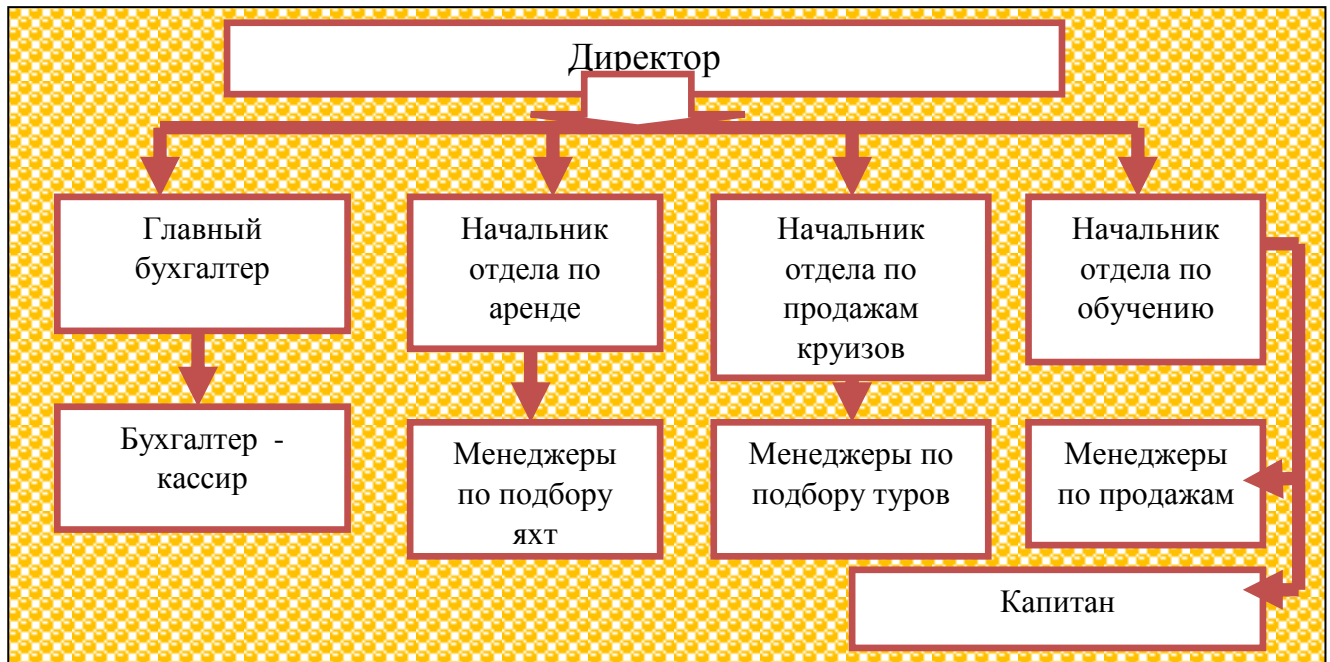 Директор
Главный
бухгалтер
Начальник
отдела по
аренде
Начальник
отдела по
продажам
круизов
Начальник
отдела по
обучению
Бухгалтер -
кассир
Менеджеры
по подбору
яхт
Менеджеры по
подбору туров
Менеджеры
по продажам
Капитан